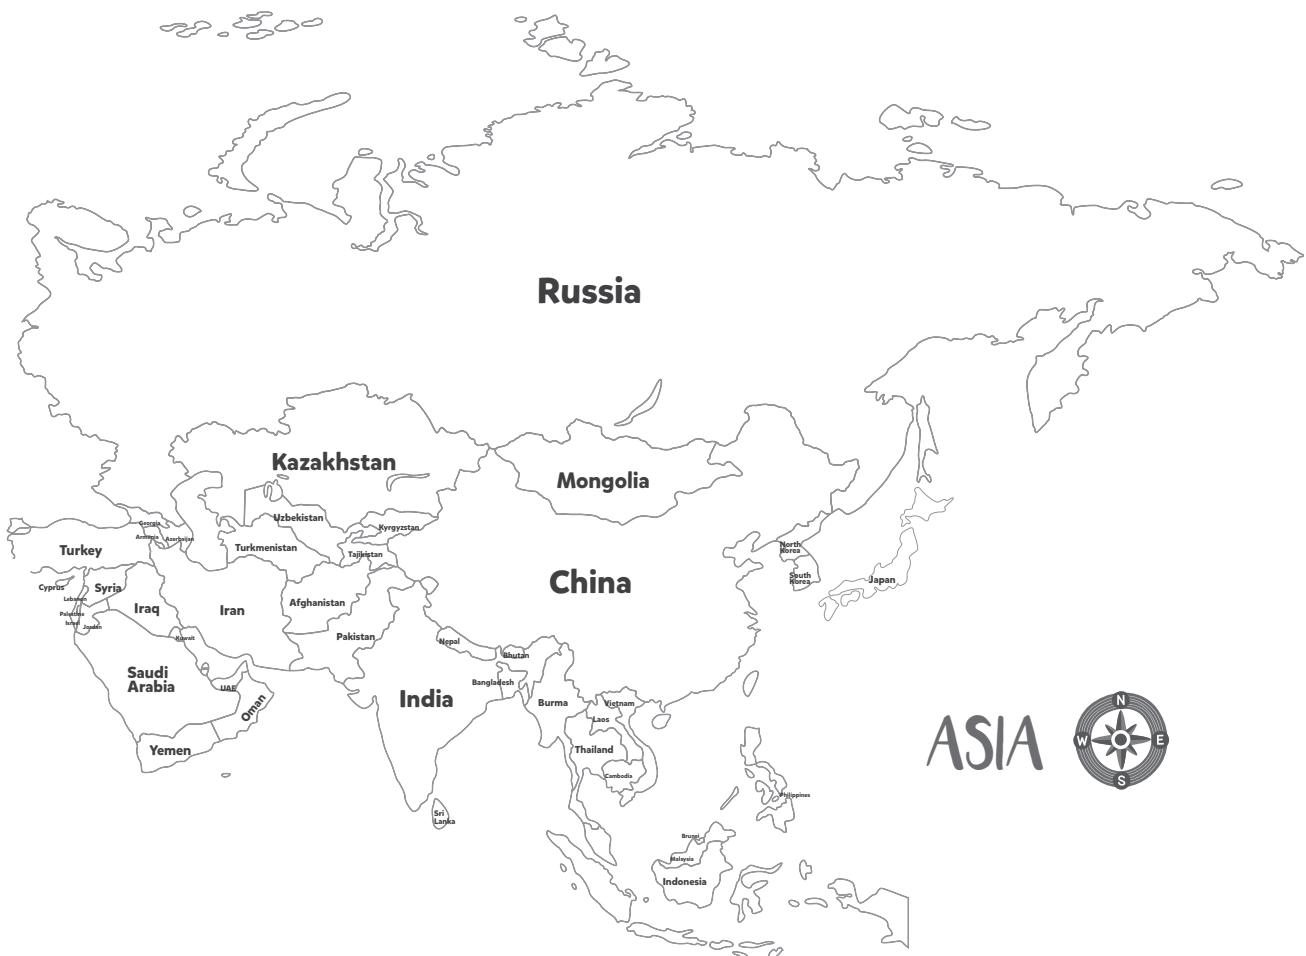 Russia
Kazakhstan
Mongolia
Uzbekistan
Georgia
Kyrgyzstan
Armenia
Azerbaijan
Turkmenistan
Turkey
Tajikistan
North
Korea
South
Korea
Japan
China
Cyprus
Syria
Lebanon
Afghanistan
Iraq
Iran
Palestine
Israel
Jordan
Kuwait
Pakistan
Nepal
Bhutan
Saudi
Arabia
UAE
Bangladesh
India
Oman
Burma
Vietnam
Laos
Yemen
Thailand
Cambodia
Philippines
Sri
Lanka
Brunei
Malaysia
Indonesia
ASIA
N
W
E
S